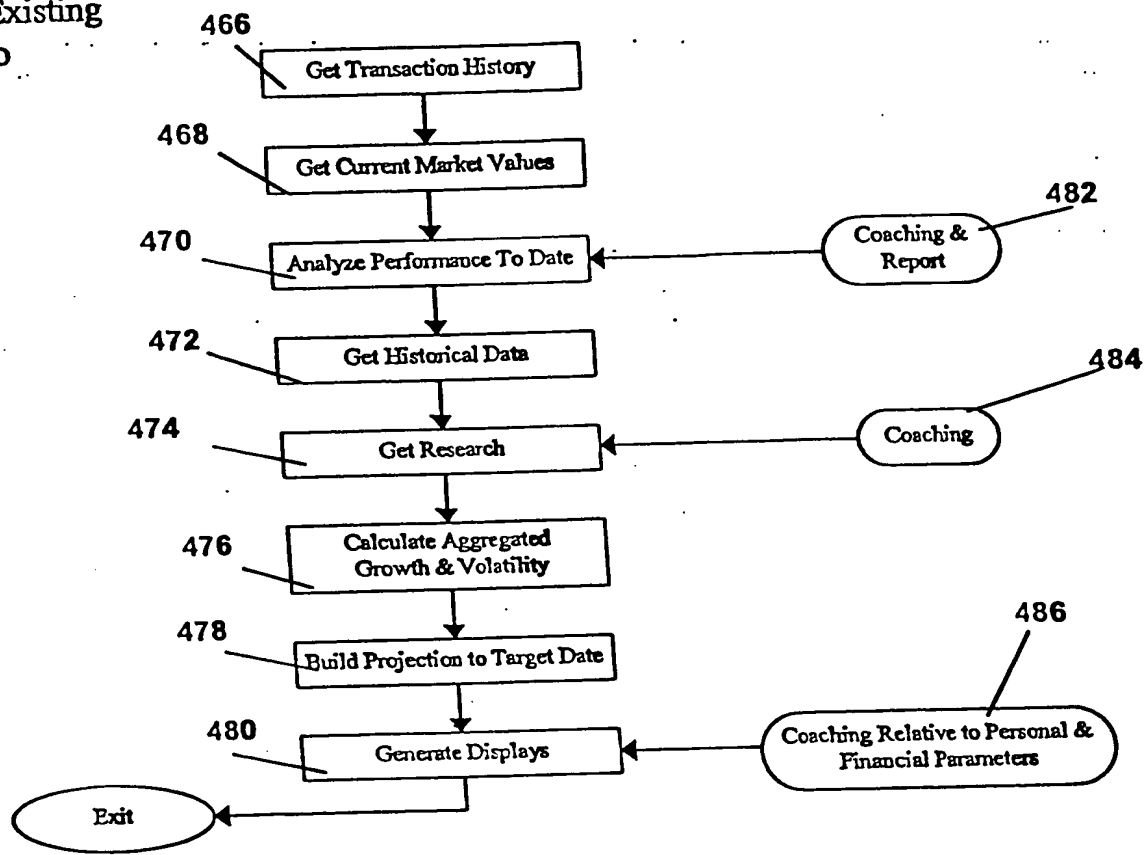 Existing
466
Get Transaction History
468
Get Current Market Values
470
Analyze Performance To Date
482
Coaching &
Report
472
Get Historical Data
484
474
Get Research
Coaching
476
Calculate Aggregated
Growth & Volatility
478
Build Projection to Target Date
486
480
Generate Displays
Coaching Relative to Personal &
Financial Parameters
Exit